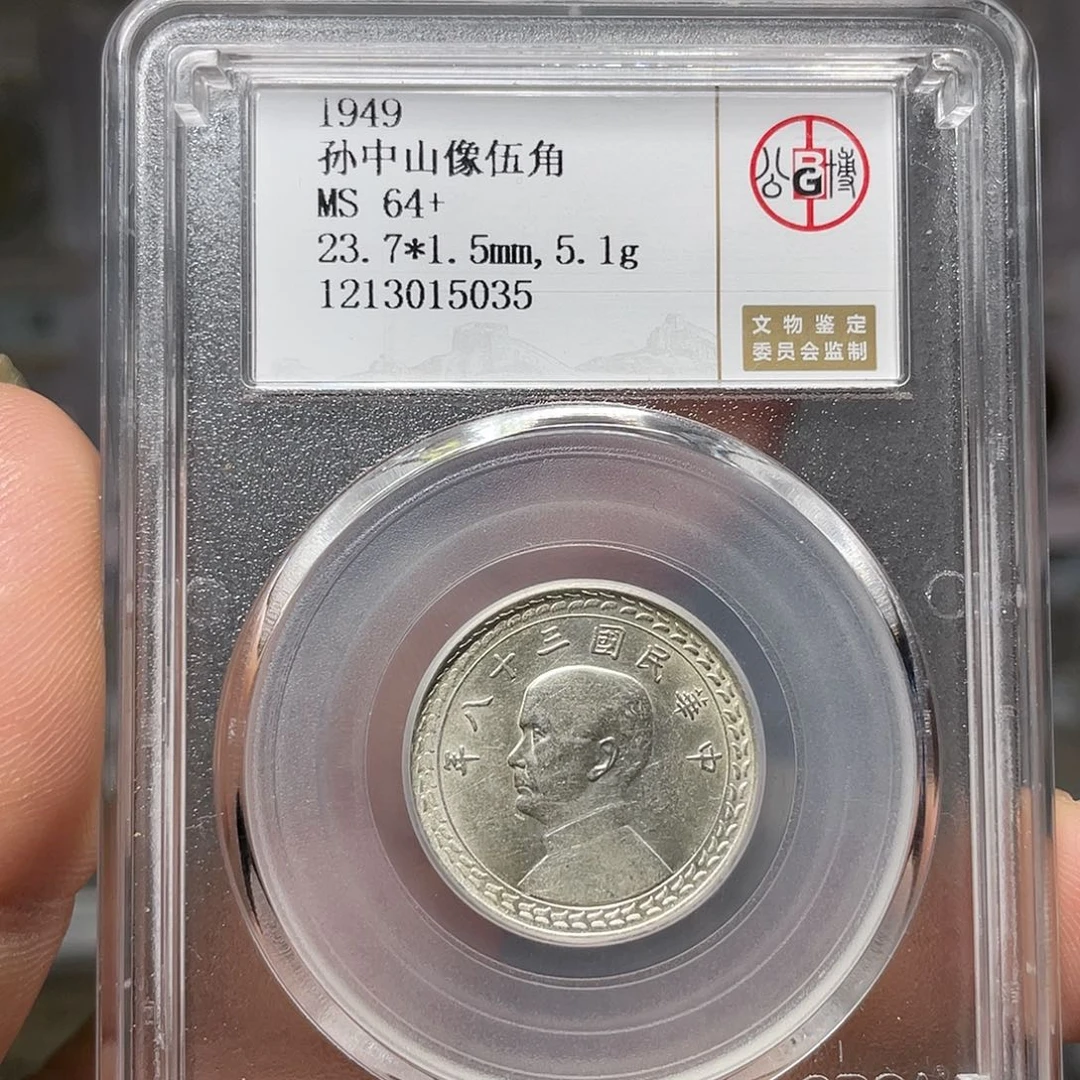 1949
孙中山像伍角
MS 64+
23.7*1.5mm,5.1g
1213015035
公 BG 博
文物鉴定
委员会监制
中華民國三十八年